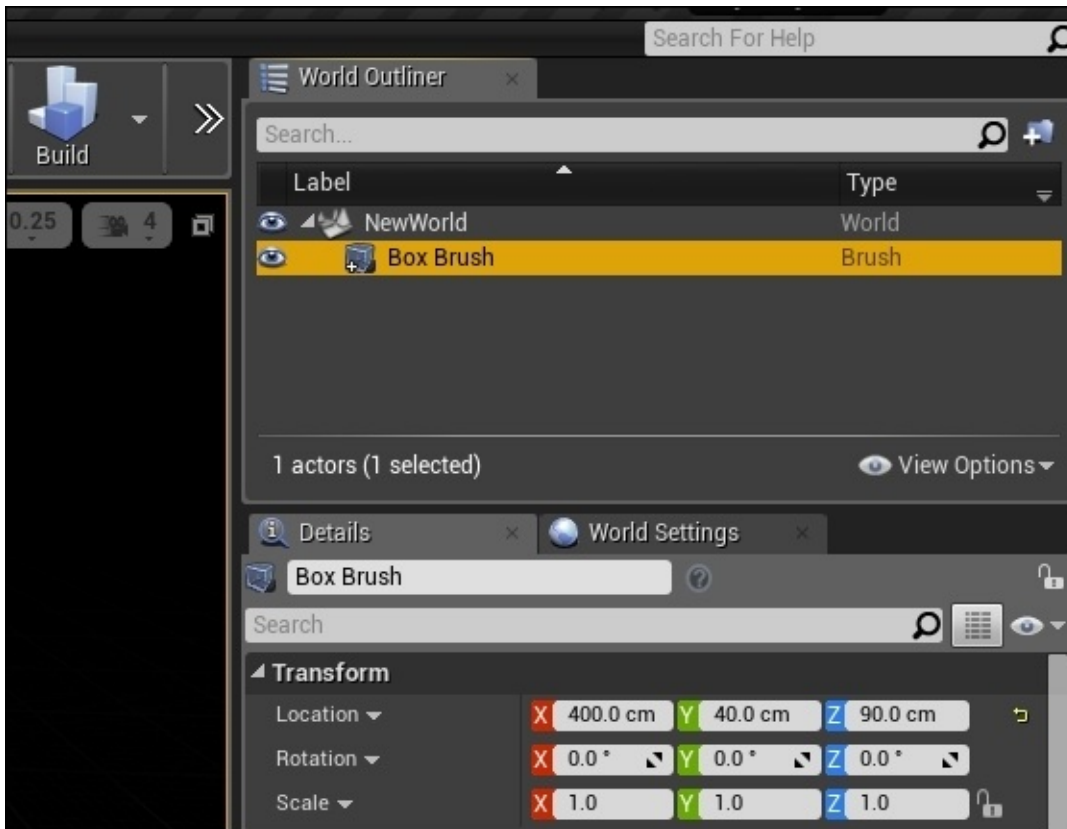 Search For Help
World Outliner
Build
Search...
Label Type
0.25 4
NewWorld World
Box Brush Brush
1 actors (1 selected) View Options
Details World Settings
Box Brush
Search
Transform
Location X 400.0 cm Y 40.0 cm Z 90.0 cm
Rotation X 0.0 ° Y 0.0 ° Z 0.0 °
Scale X 1.0 Y 1.0 Z 1.0